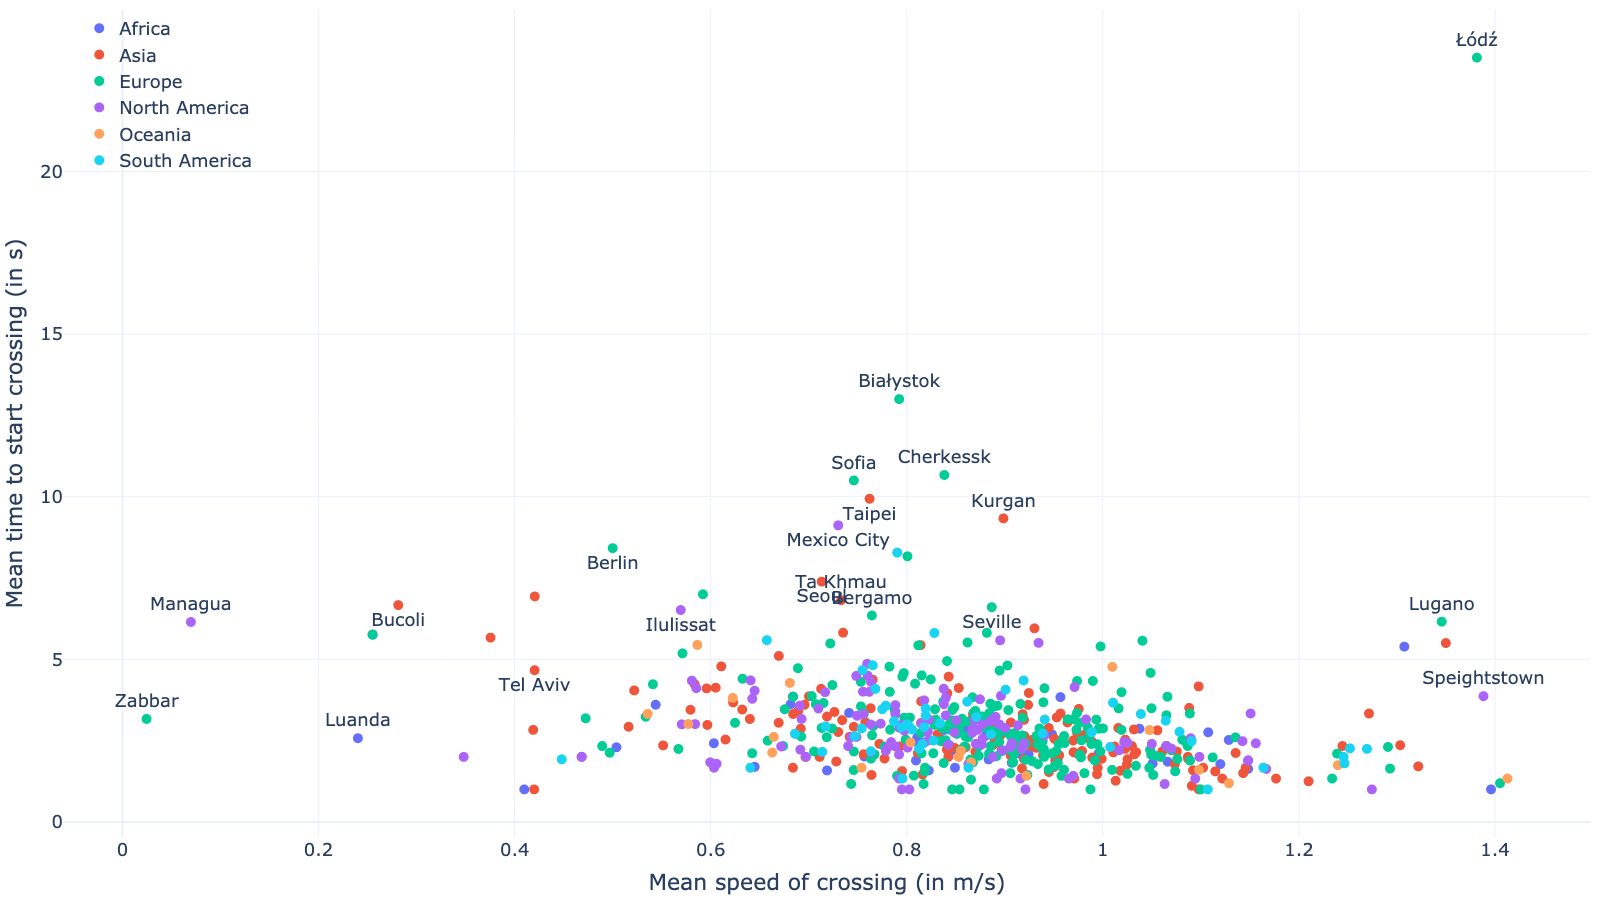 Africa
Asia
Europe
North America
Oceania
South America
Łódź
Białystok
Cherkessk
Sofia
Kurgan
Taipei
Mexico City
Berlin
Ta Khmau
Seoul
Bergamo
Managua
Bucoli
Ilulissat
Seville
Lugano
Tel Aviv
Speightstown
Zabbar
Luanda
20
15
10
5
0
0
0.2
0.4
0.6
0.8
1
1.2
1.4
Mean time to start crossing (in s)
Mean speed of crossing (in m/s)